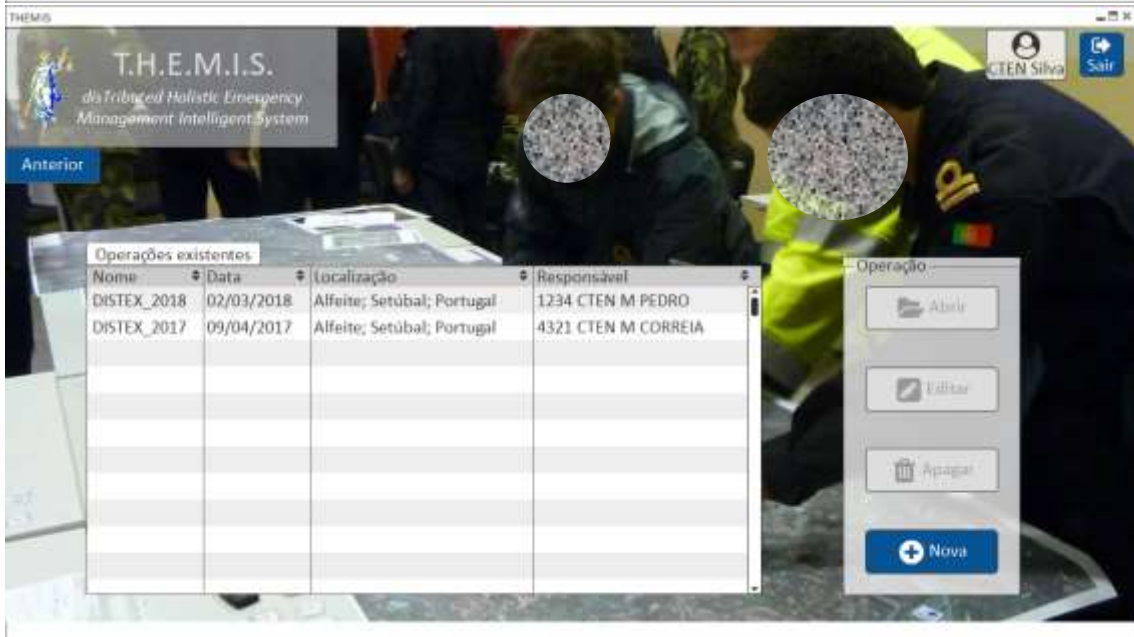 THEMIS
T.H.E.M.I.S.
disTributed Holistic Emergency
Management Intelligent System
CTEN Silva
Sair
Anterior
Operações existentes
Nome Data Localização Responsável
DISTEX_2018 02/03/2018 Alfeite; Setúbal; Portugal 1234 CTEN M PEDRO
DISTEX_2017 09/04/2017 Alfeite; Setúbal; Portugal 4321 CTEN M CORREIA
Operação
Abrir
Editar
Apagar
Nova